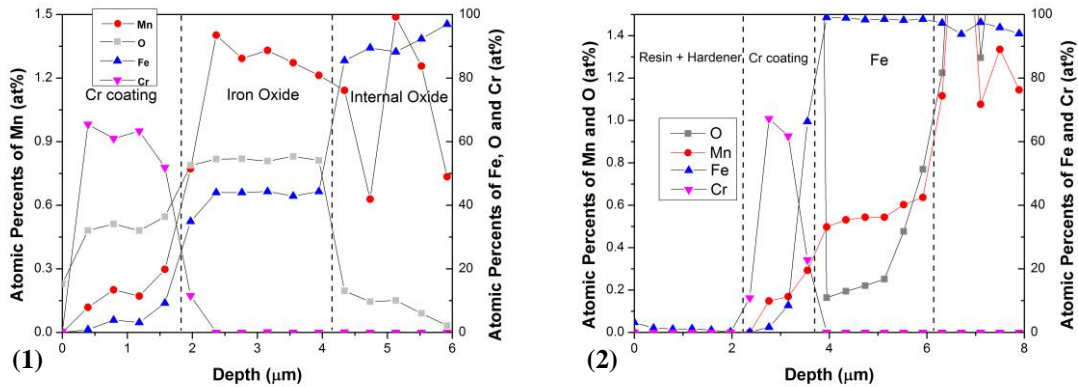 Atomic Percents of Mn (at%)
1.5
1.2
0.9
0.6
0.3
0.0
Mn
O
Fe
Cr
Cr coating
Iron Oxide
Internal Oxide
100
80
60
40
20
0
Atomic Percents of Fe, O and Cr (at%)
0 1 2 3 4 5 6
Depth (μm)
(1)
Atomic Percents of Mn and O (at%)
1.4
1.2
1.0
0.8
0.6
0.4
0.2
0.0
Resin + Hardener
Cr coating
Fe
O
Mn
Fe
Cr
100
80
60
40
20
0
Atomic Percents of Fe and Cr (at%)
0 2 4 6 8
Depth (μm)
(2)